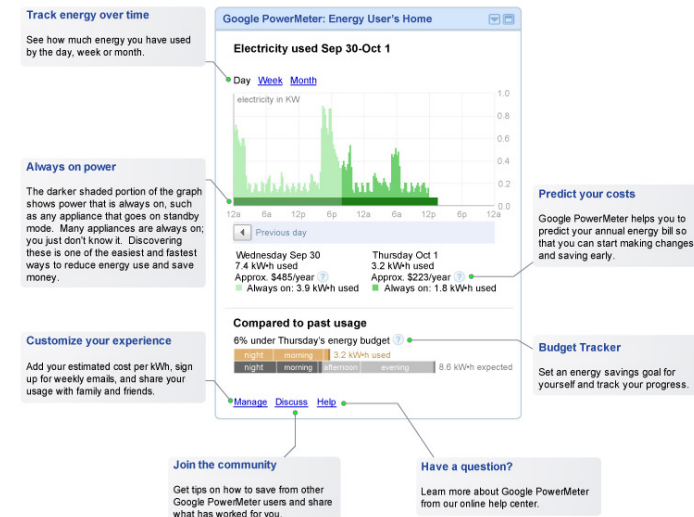 Track energy over time
See how much energy you have used
by the day, week or month.
Always on power
The darker shaded portion of the graph
shows power that is always on, such
as any appliance that goes on standby
mode. Many appliances are always on;
you just don't know it. Discovering
these is one of the easiest and fastest
ways to reduce energy use and save
money.
Customize your experience
Add your estimated cost per kWh, sign
up for weekly emails, and share your
usage with family and friends.
Google PowerMeter: Energy User's Home
Electricity used Sep 30-Oct 1
Day Week Month
electricity in KW
1.0
0.8
0.6
0.4
0.2
0.0
12a 6a 12p 6p 12a 6a 12p 6p 12a
Previous day
Wednesday Sep 30
7.4 kW•h used
Approx. $485/year ?
Always on: 3.9 kW•h used
Thursday Oct 1
3.2 kW•h used
Approx. $223/year ?
Always on: 1.8 kW•h used
Compared to past usage
6% under Thursday's energy budget ?
night morning 3.2 kW•h used
night morning afternoon evening 8.6 kW•h expected
Manage Discuss Help
Predict your costs
Google PowerMeter helps you to
predict your annual energy bill so
that you can start making changes
and saving early.
Budget Tracker
Set an energy savings goal for
yourself and track your progress.
Join the community
Get tips on how to save from other
Google PowerMeter users and share
what has worked for you.
Have a question?
Learn more about Google PowerMeter
from our online help center.